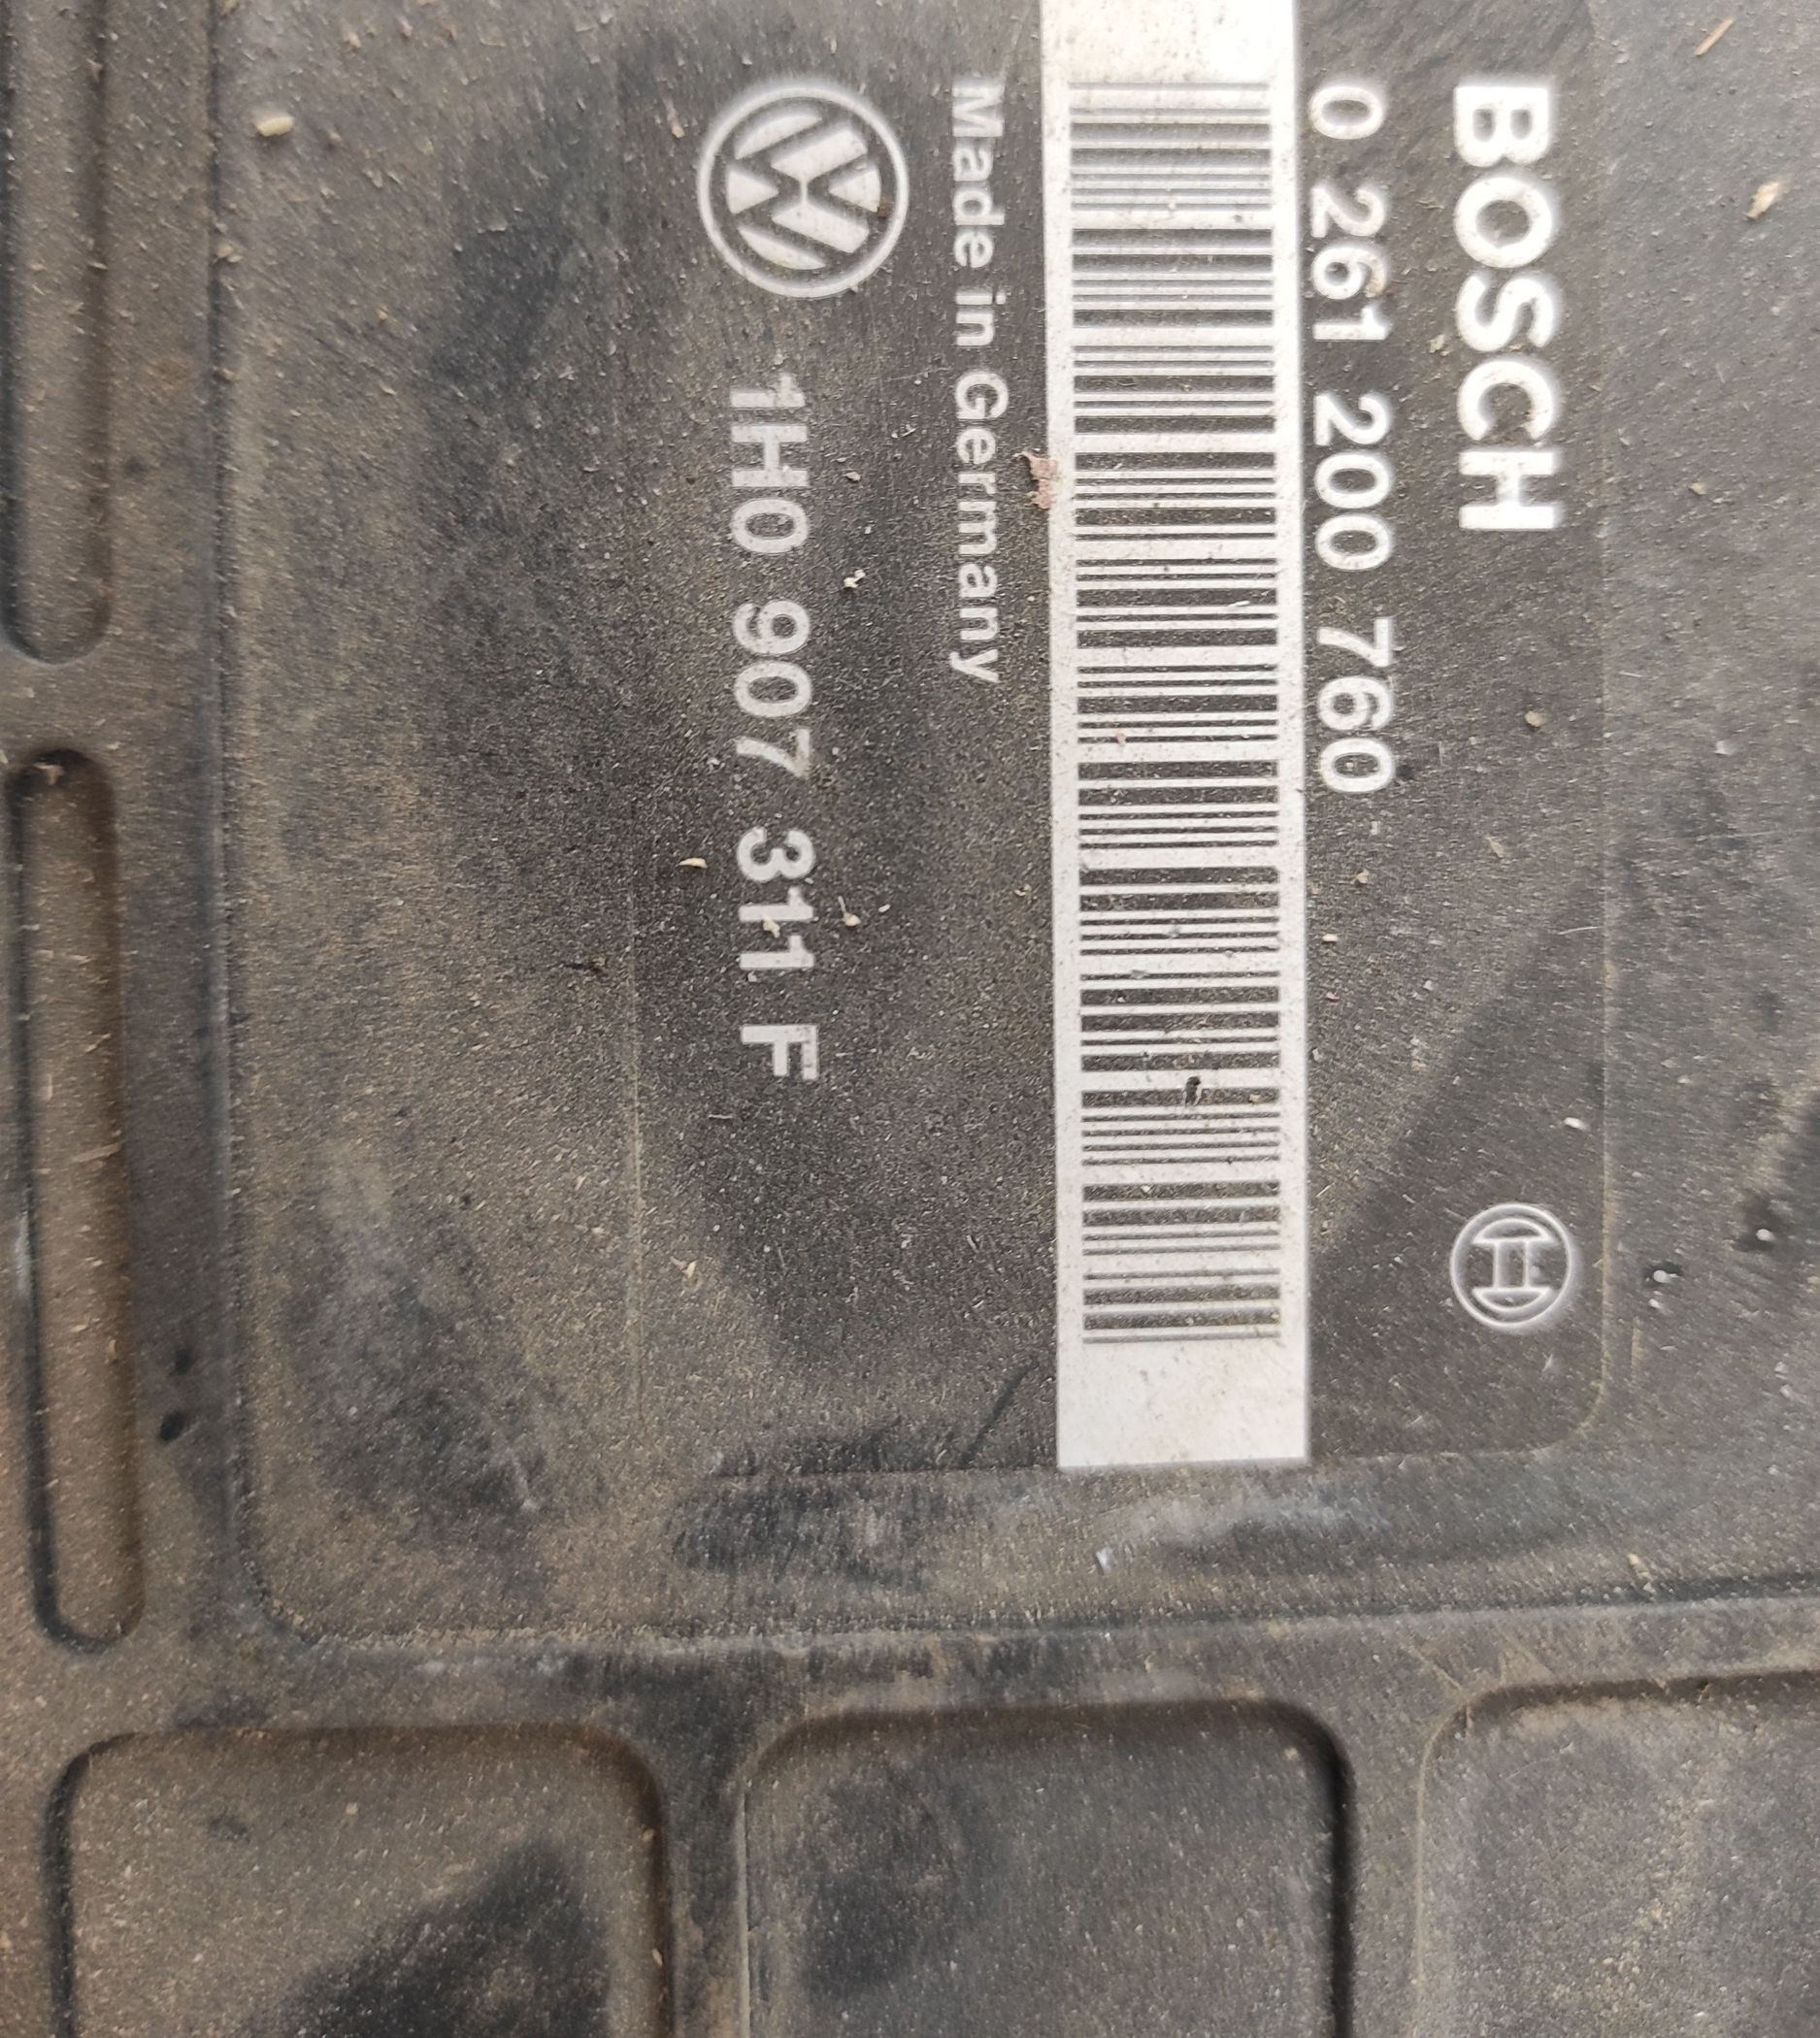 BOSCH
0 261 200 760
Made in Germany
1H0 907 311 F